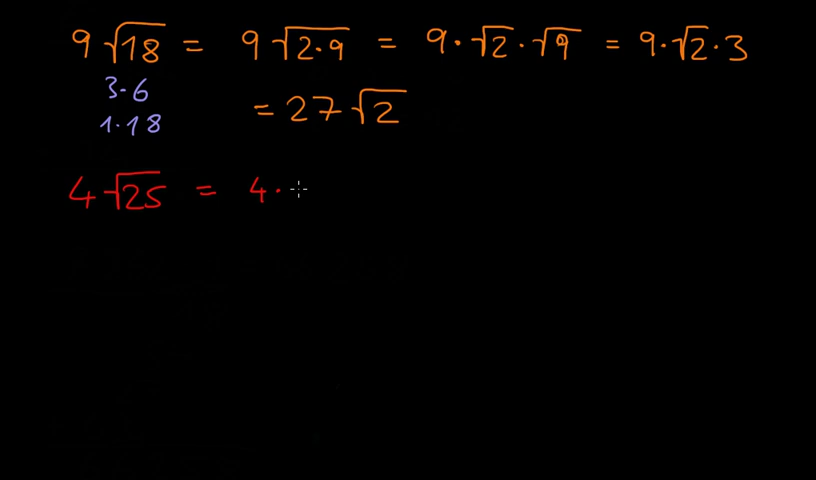 9 √18 = 9 √2·9 = 9·√2·√9 = 9·√2·3
3·6
1·18
= 27 √2
4 √25 = 4·